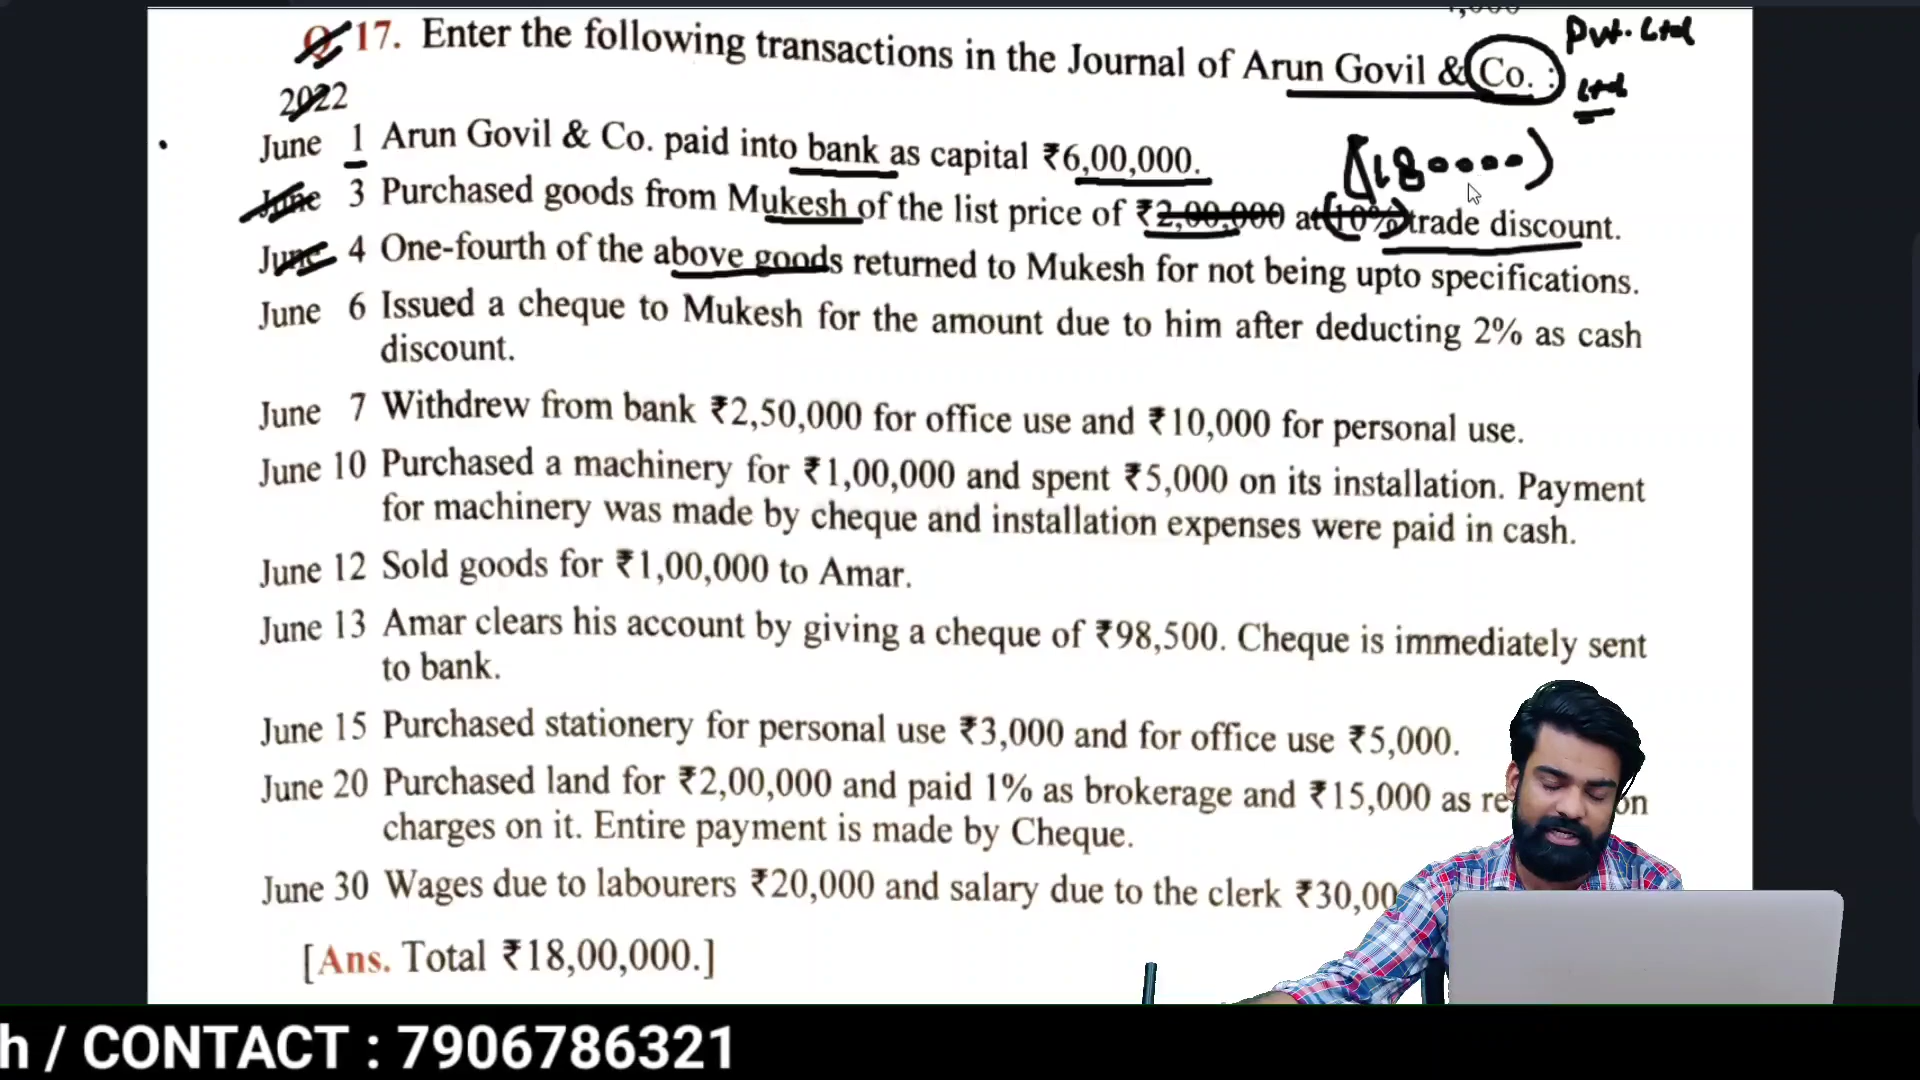 Q. 17. Enter the following transactions in the Journal of Arun Govil & Co. :
Pvt. Ltd
Ltd
2022
June 1 Arun Govil & Co. paid into bank as capital ₹6,00,000.
(180000)
June 3 Purchased goods from Mukesh of the list price of ₹2,00,000 at 10% trade discount.
June 4 One-fourth of the above goods returned to Mukesh for not being upto specifications.
June 6 Issued a cheque to Mukesh for the amount due to him after deducting 2% as cash
discount.
June 7 Withdrew from bank ₹2,50,000 for office use and ₹10,000 for personal use.
June 10 Purchased a machinery for ₹1,00,000 and spent ₹5,000 on its installation. Payment
for machinery was made by cheque and installation expenses were paid in cash.
June 12 Sold goods for ₹1,00,000 to Amar.
June 13 Amar clears his account by giving a cheque of ₹98,500. Cheque is immediately sent
to bank.
June 15 Purchased stationery for personal use ₹3,000 and for office use ₹5,000.
June 20 Purchased land for ₹2,00,000 and paid 1% as brokerage and ₹15,000 as
charges on it. Entire payment is made by Cheque.
June 30 Wages due to labourers ₹20,000 and salary due to the clerk ₹30,00
[Ans. Total ₹18,00,000.]
h / CONTACT : 7906786321